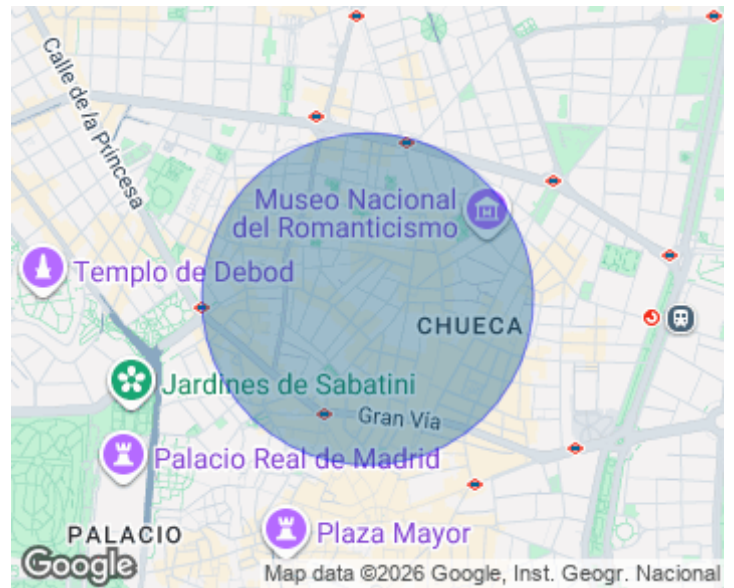 Calle de la Princesa
Museo Nacional
del Romanticismo
Templo de Debod
CHUECA
Jardines de Sabatini
Gran Vía
Palacio Real de Madrid
PALACIO
Plaza Mayor
Google
Map data ©2026 Google, Inst. Geogr. Nacional